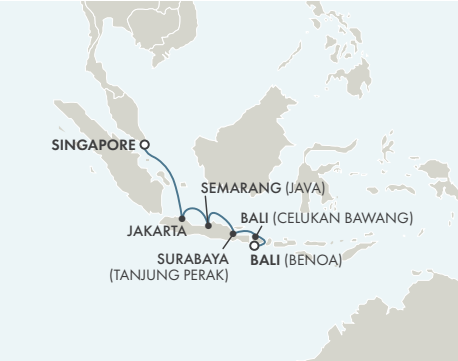 SINGAPORE
SEMARANG (JAVA)
BALI (CELUKAN BAWANG)
JAKARTA
SURABAYA
(TANJUNG PERAK)
BALI (BENOA)